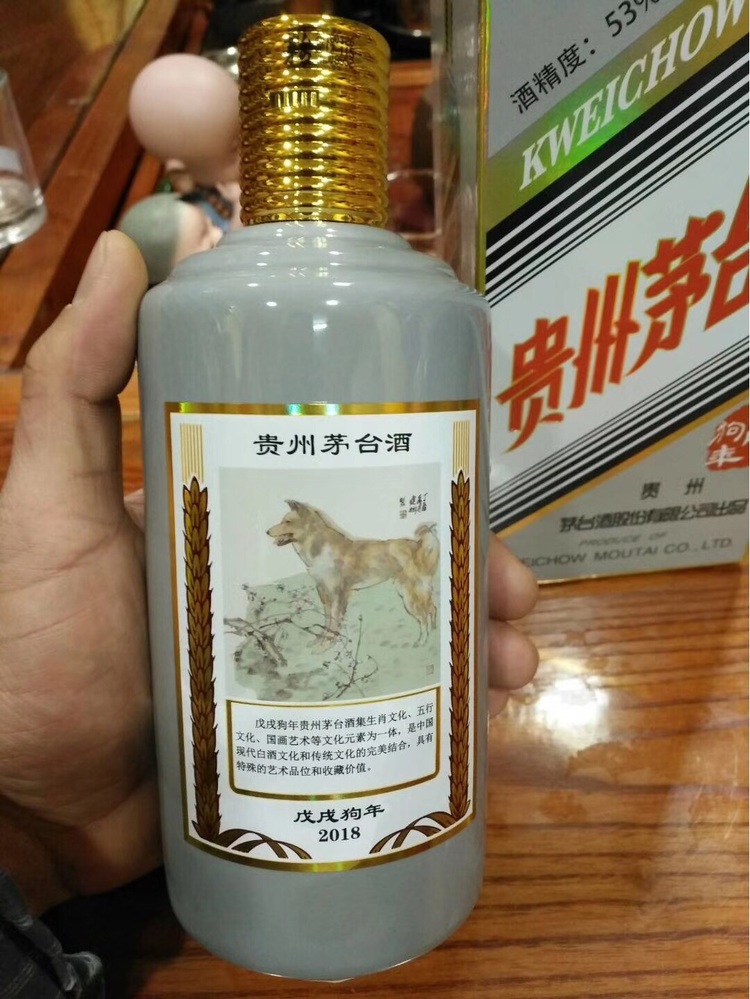 酒精度：53%
KWEICHOW
贵州茅台
狗年
贵州
茅台酒股份有限公司出品
PRODUCE OF
EICHOW MOUTAI CO., LTD.
贵州茅台酒
戊戌狗年贵州茅台酒集生肖文化、五行
文化、国画艺术等文化元素为一体，是中国
现代白酒文化和传统文化的完美结合，具有
特殊的艺术品位和收藏价值。
戊戌狗年
2018